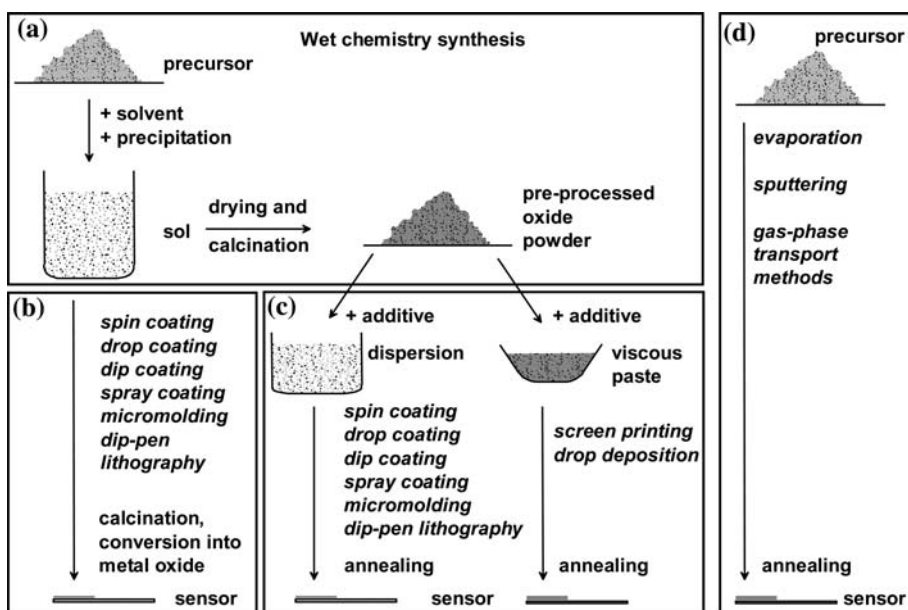 (a)
Wet chemistry synthesis
precursor
+ solvent
+ precipitation
sol
drying and
calcination
pre-processed
oxide
powder
(b)
spin coating
drop coating
dip coating
spray coating
micromolding
dip-pen
lithography
calcination,
conversion into
metal oxide
sensor
(c)
+ additive
dispersion
spin coating
drop coating
dip coating
spray coating
micromolding
dip-pen lithography
annealing
+ additive
viscous
paste
screen printing
drop deposition
annealing
sensor
(d)
precursor
evaporation
sputtering
gas-phase
transport
methods
annealing
sensor